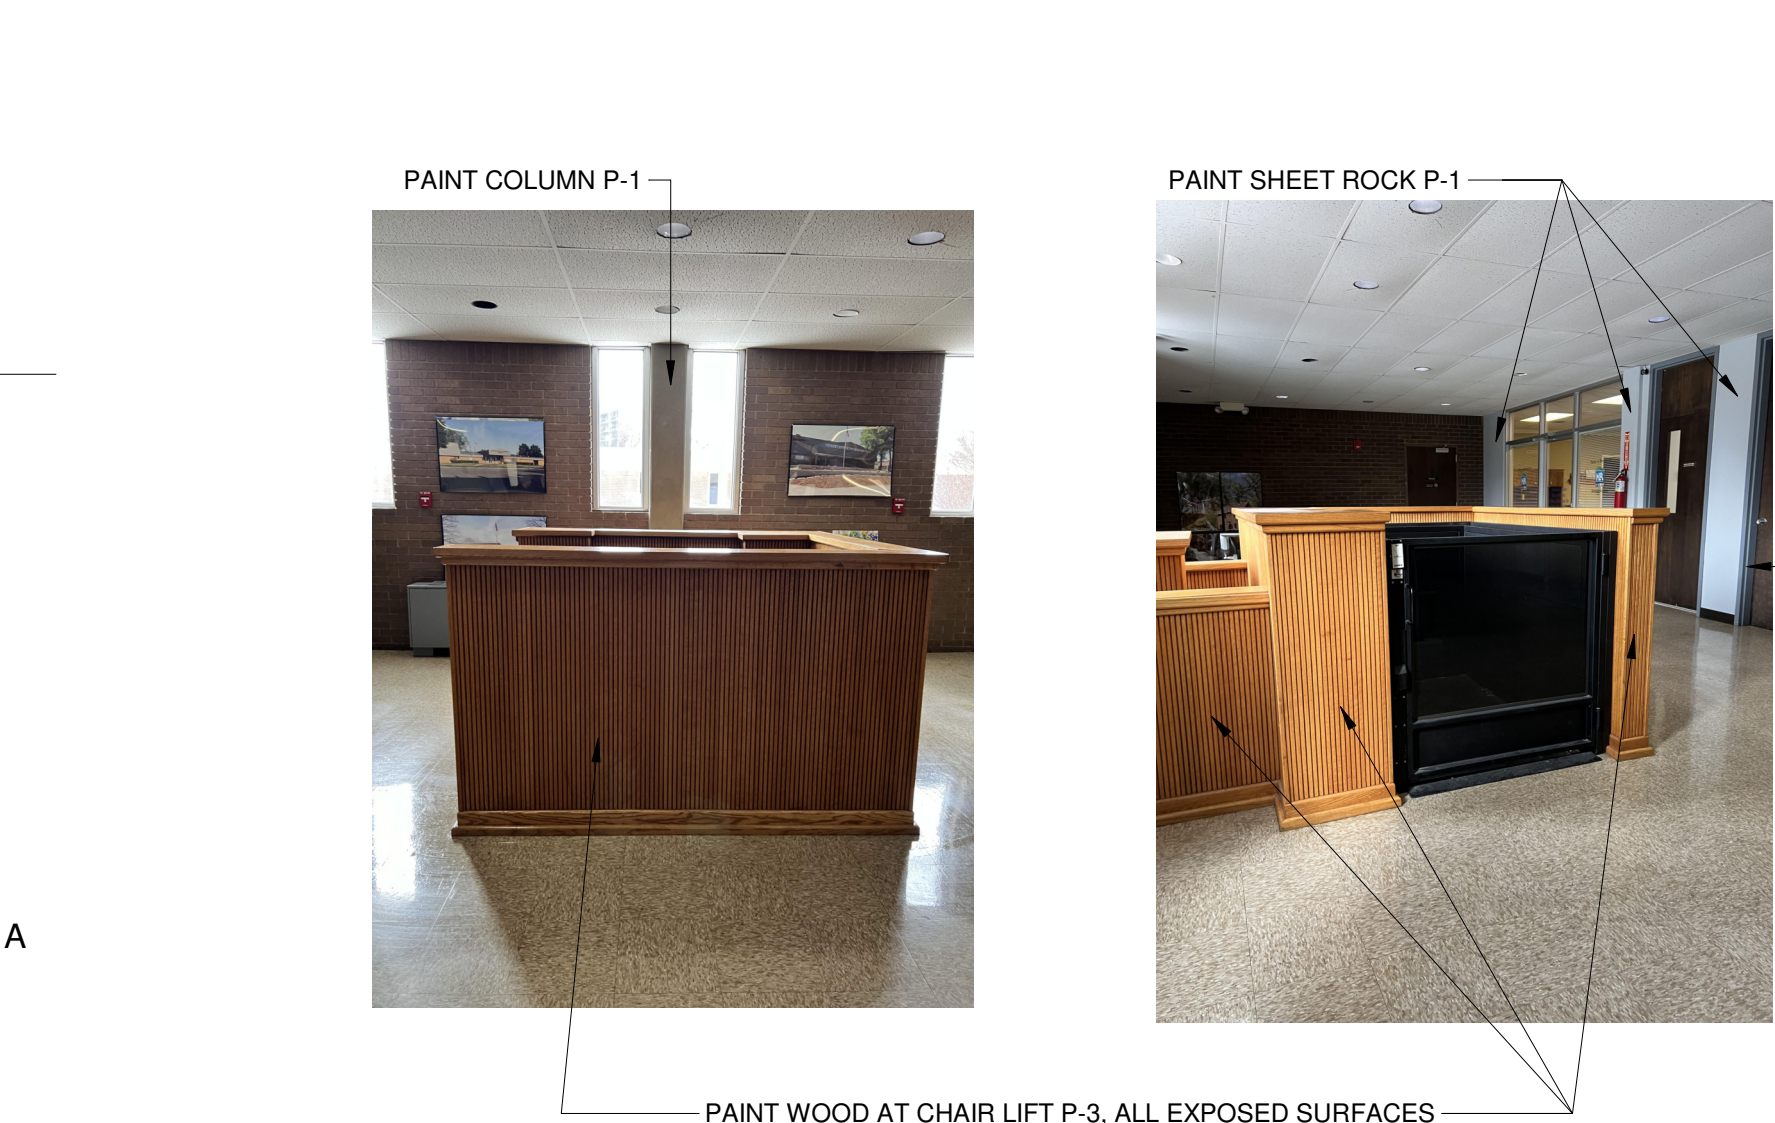 PAINT COLUMN P-1
PAINT SHEET ROCK P-1
A
PAINT WOOD AT CHAIR LIFT P-3, ALL EXPOSED SURFACES